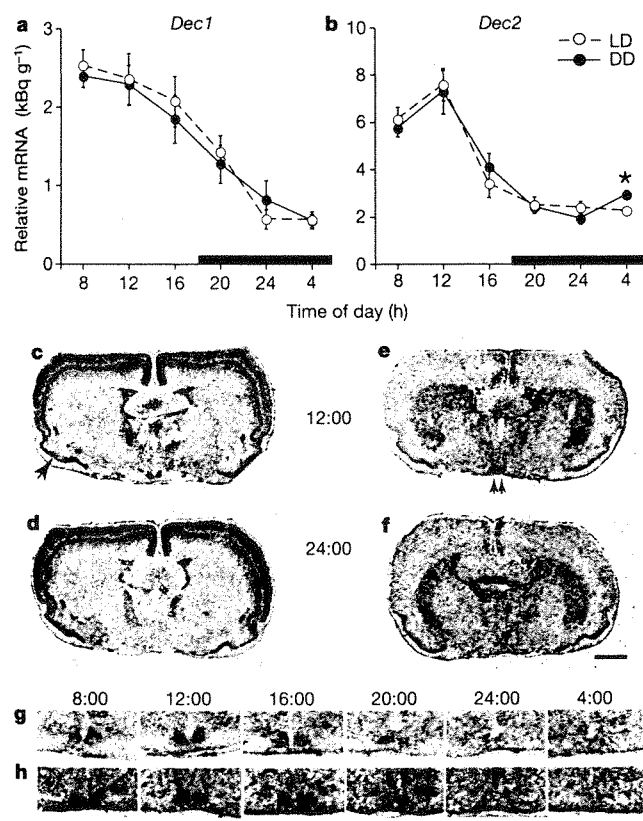 a Dec1
b Dec2
LD
DD
Relative mRNA (kBq g⁻¹)
3
2
1
0
10
8
6
4
2
0
8 12 16 20 24 4
8 12 16 20 24 4
★
Time of day (h)
c
e
12:00
d
f
24:00
8:00 12:00 16:00 20:00 24:00 4:00
g
h